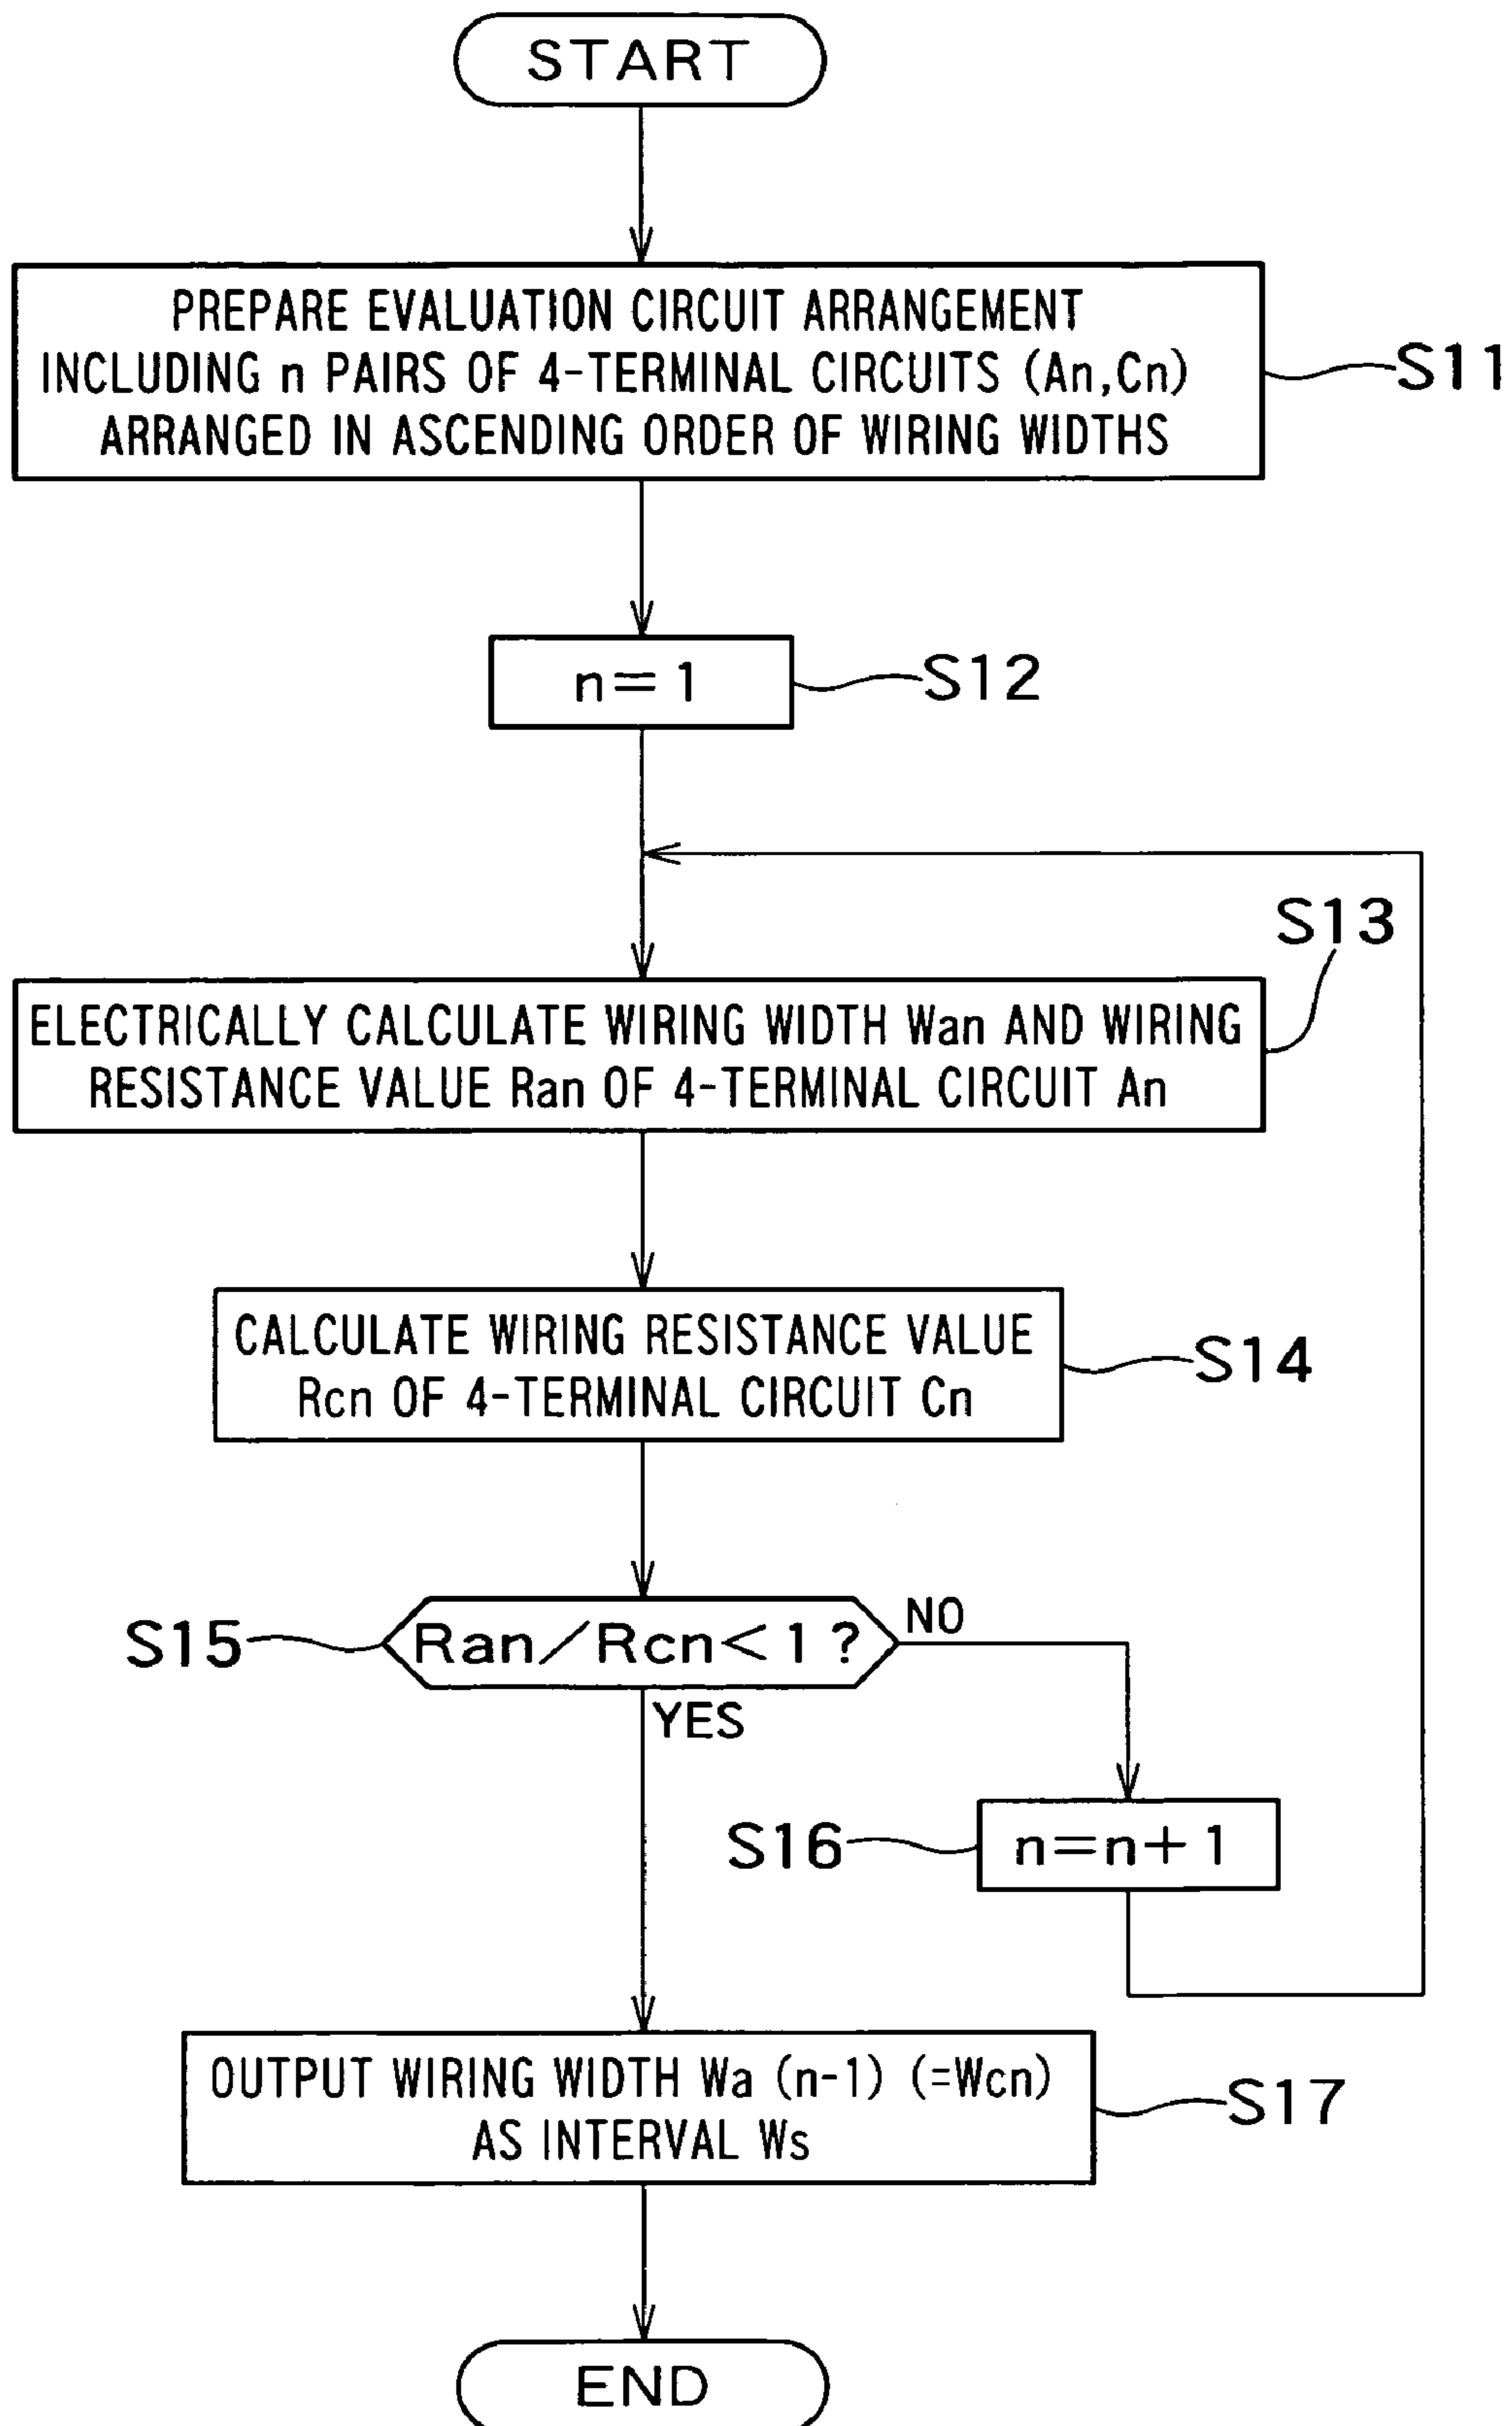 START
PREPARE EVALUATION CIRCUIT ARRANGEMENT
INCLUDING n PAIRS OF 4-TERMINAL CIRCUITS (An,Cn)
ARRANGED IN ASCENDING ORDER OF WIRING WIDTHS
S11
n=1
S12
S13
ELECTRICALLY CALCULATE WIRING WIDTH Wan AND WIRING
RESISTANCE VALUE Ran OF 4-TERMINAL CIRCUIT An
CALCULATE WIRING RESISTANCE VALUE
Rcn OF 4-TERMINAL CIRCUIT Cn
S14
S15
Ran/Rcn<1?
NO
YES
S16
n=n+1
OUTPUT WIRING WIDTH Wa (n-1) (=Wcn)
AS INTERVAL Ws
S17
END